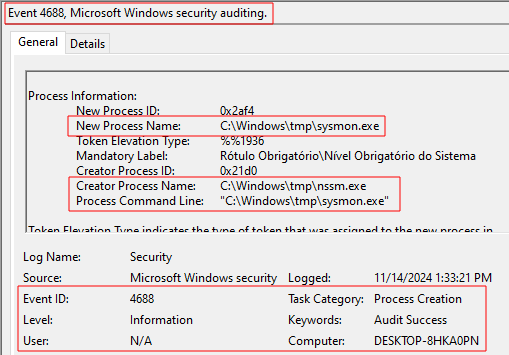 Event 4688, Microsoft Windows security auditing.
General Details
Process Information:
New Process ID: 0x2af4
New Process Name: C:\Windows\tmp\sysmon.exe
Token Elevation Type: %%1936
Mandatory Label: Rótulo Obrigatório\Nível Obrigatório do Sistema
Creator Process ID: 0x21d0
Creator Process Name: C:\Windows\tmp\nssm.exe
Process Command Line: "C:\Windows\tmp\sysmon.exe"
Token Elevation Type indicates the type of token that was assigned to the new process in
Log Name: Security
Source: Microsoft Windows security Logged: 11/14/2024 1:33:21 PM
Event ID: 4688 Task Category: Process Creation
Level: Information Keywords: Audit Success
User: N/A Computer: DESKTOP-8HKA0PN